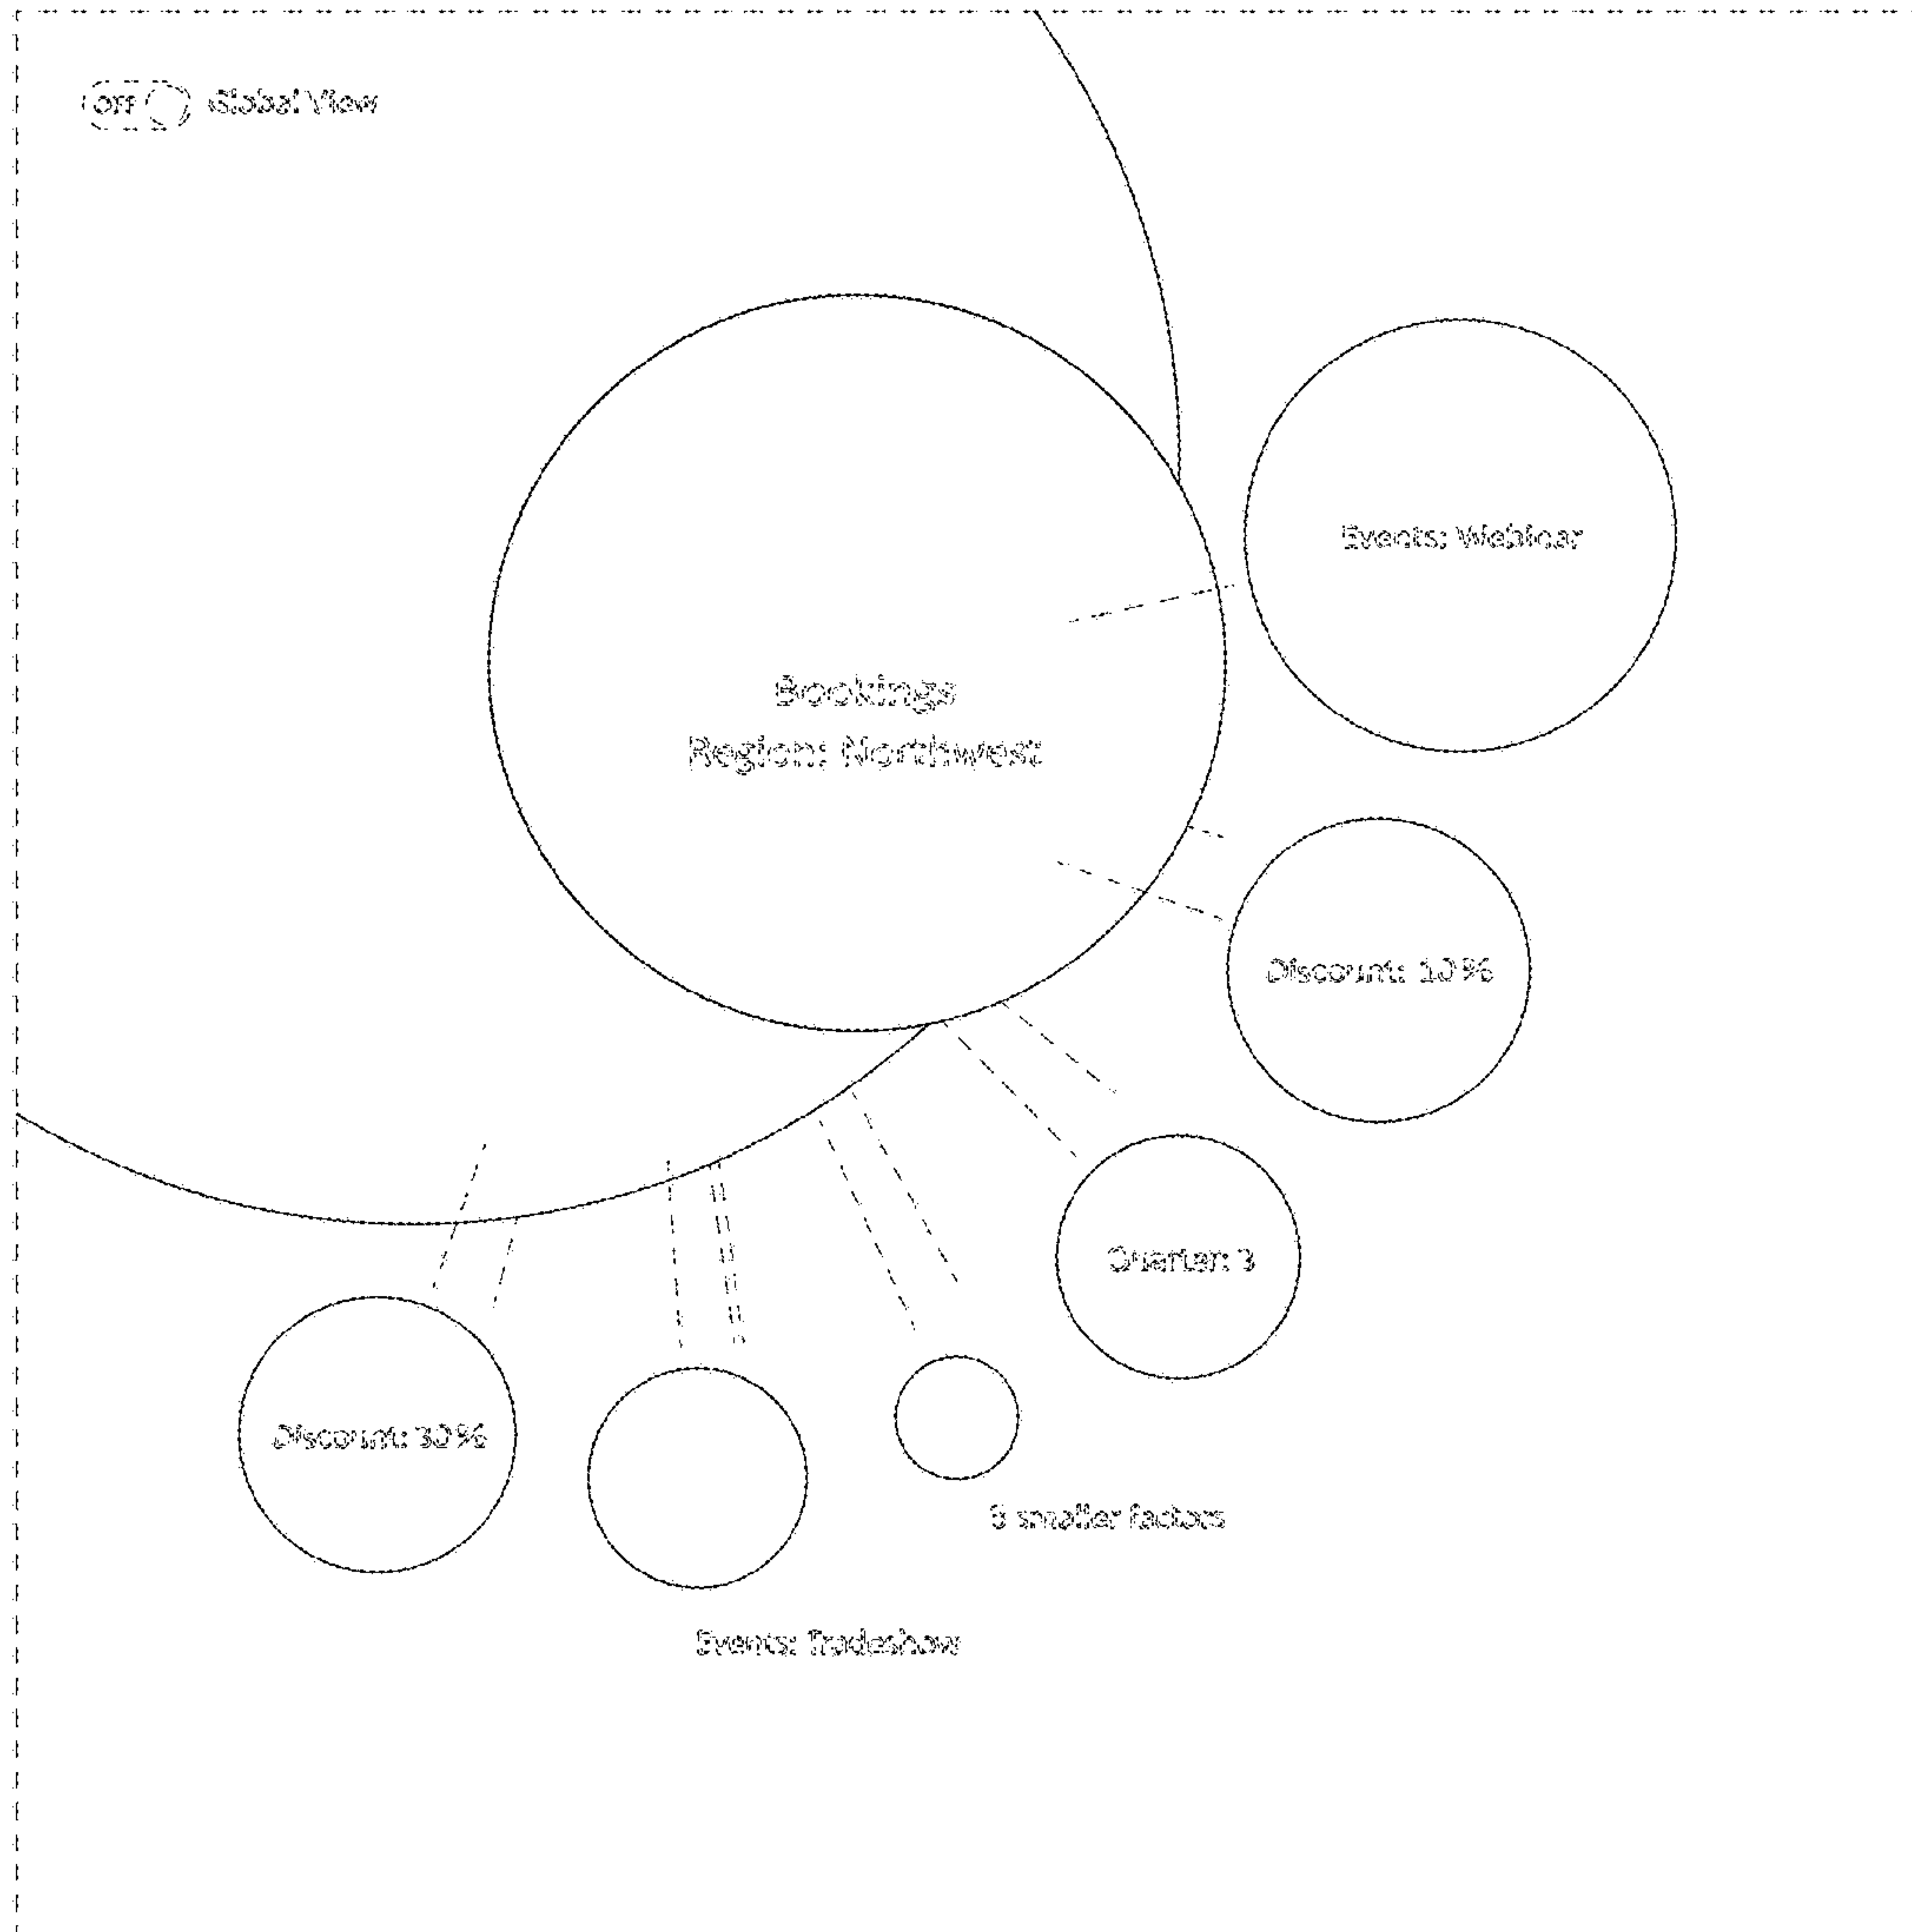 OFF Global View
Events: Webinar
Bookings
Region: Northwest
Discount: 10%
Quarter: 3
Discount: 30%
smaller factors
Events: Tradeshow